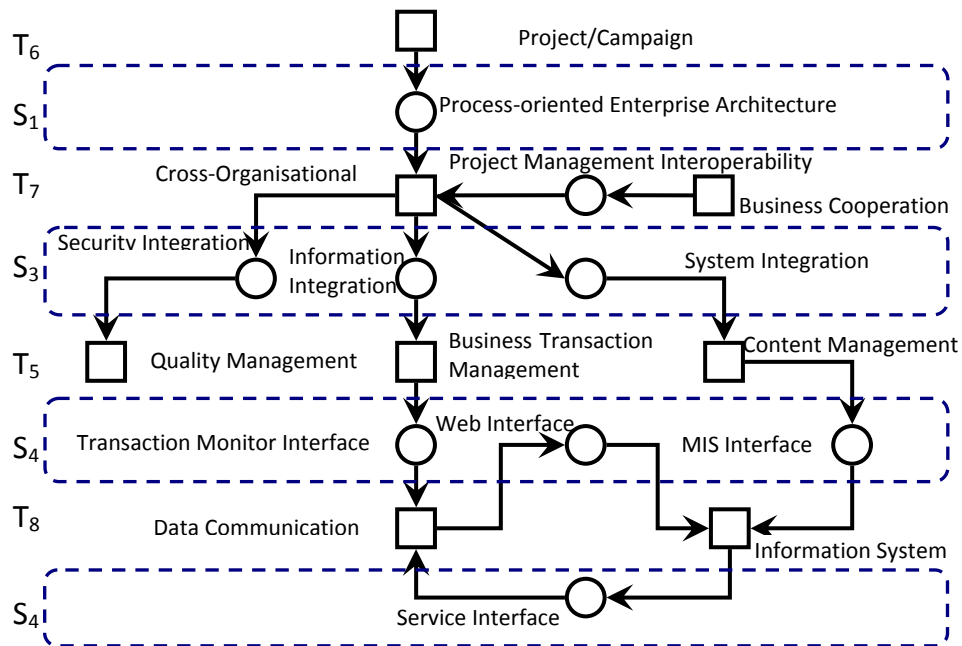 T6
Project/Campaign
S1
Process-oriented Enterprise Architecture
Project Management Interoperability
Cross-Organisational
T7
Business Cooperation
Security Integration
S3
Information
Integration
System Integration
T5
Quality Management
Business Transaction
Management
Content Management
S4
Transaction Monitor Interface
Web Interface
MIS Interface
T8
Data Communication
Information System
S4
Service Interface